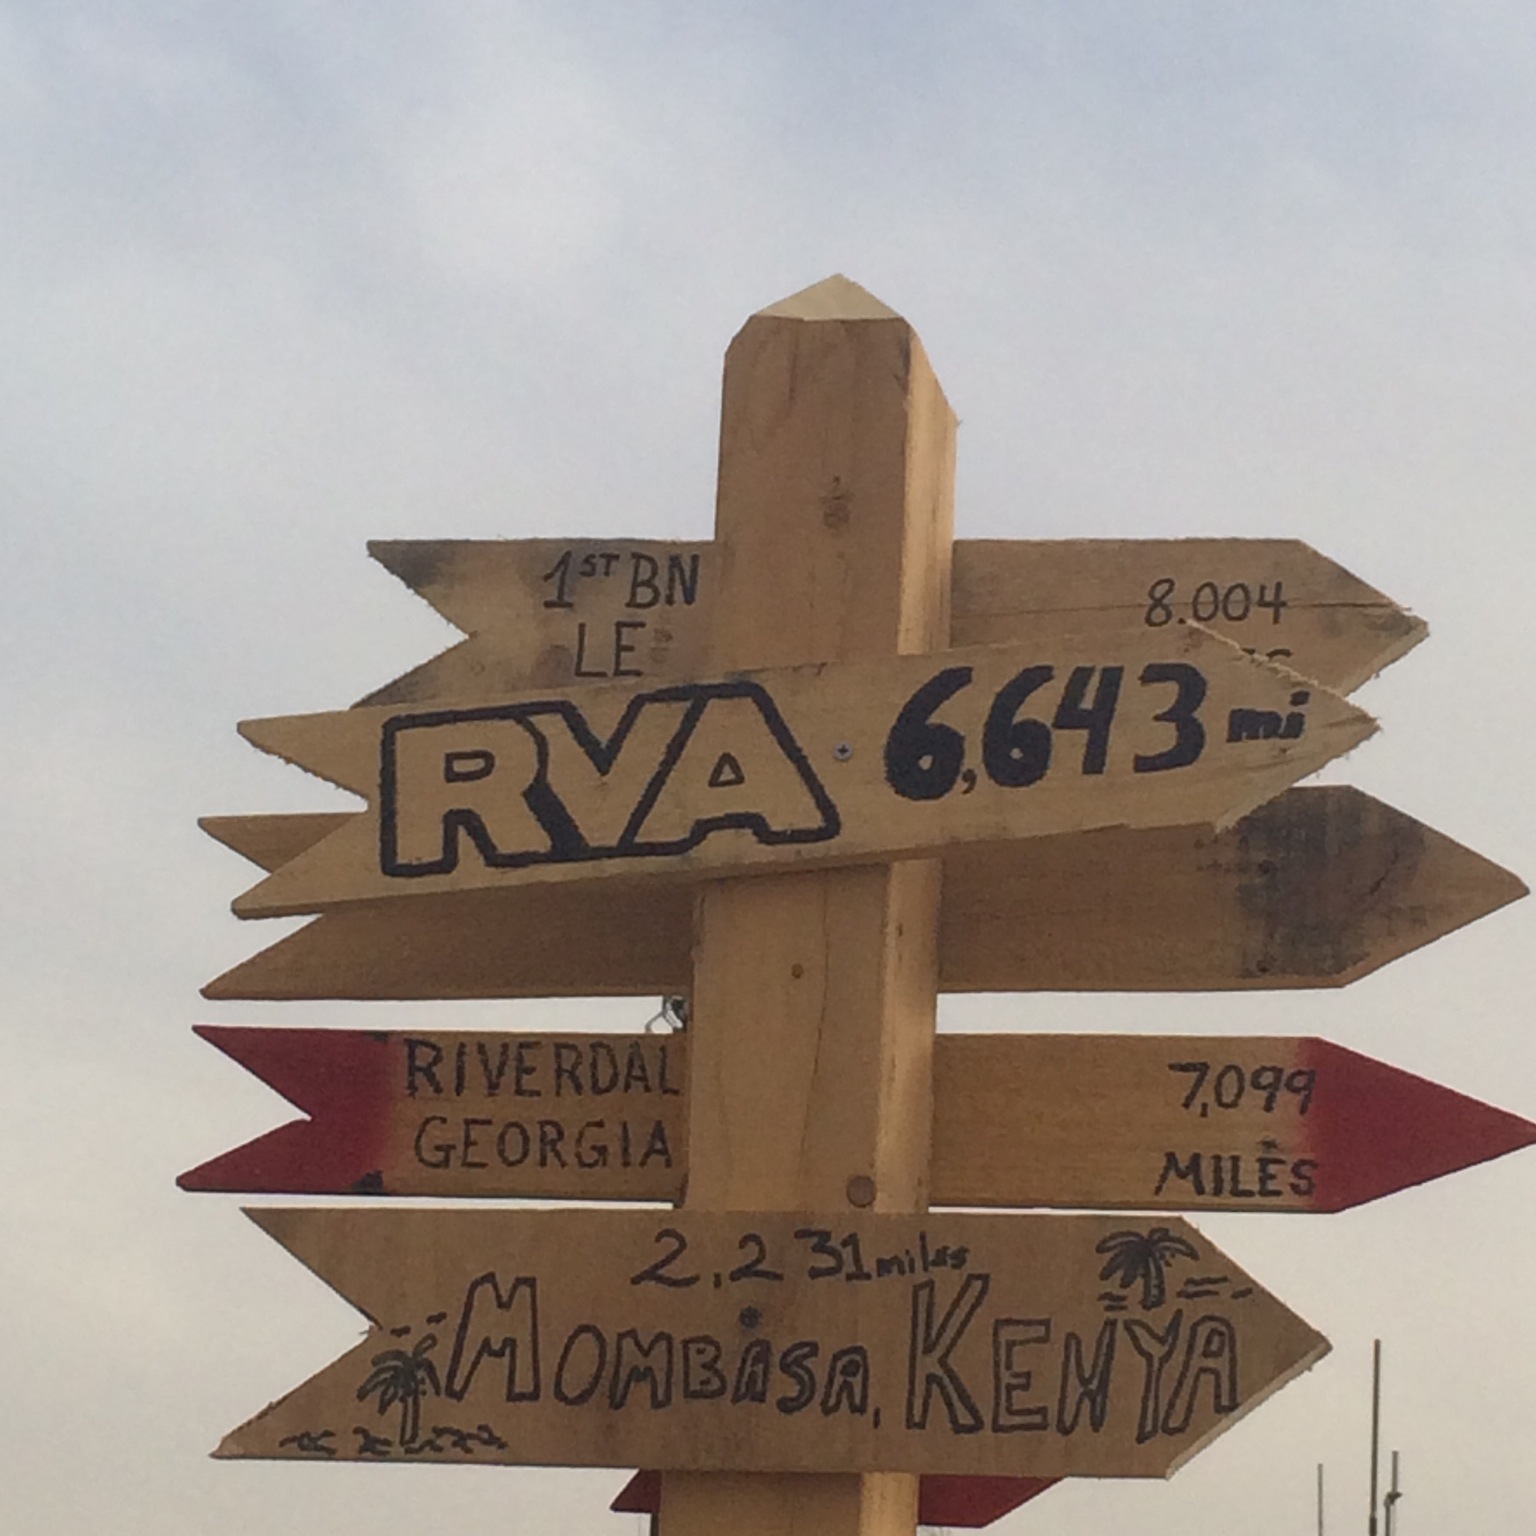 1ST BN
LE
8.004
RVA 6,643 mi
RIVERDAL
GEORGIA
7,099
MILES
2,231 miles
MOMBASA, KENYA